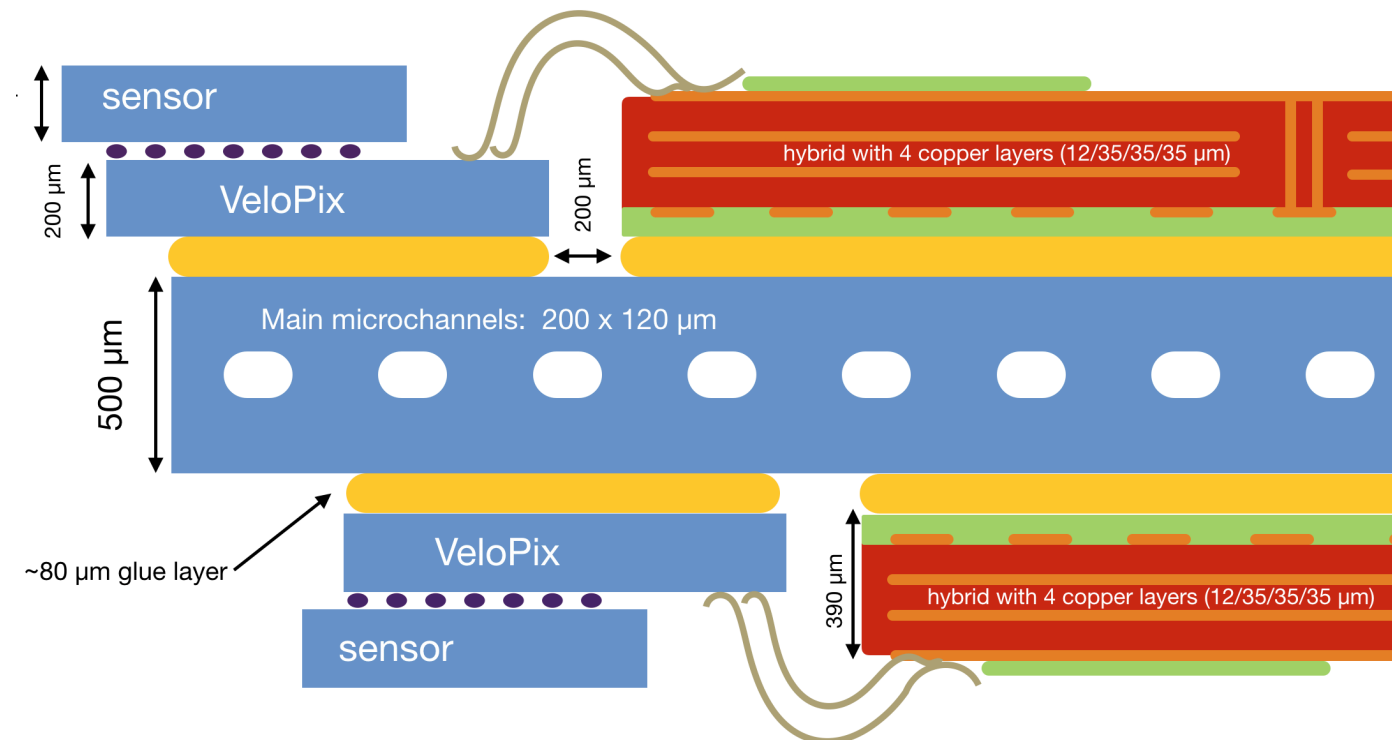 sensor
200 µm
VeloPix
200 µm
hybrid with 4 copper layers (12/35/35/35 µm)
500 µm
Main microchannels:  200 x 120 µm
~80 µm glue layer
VeloPix
sensor
390 µm
hybrid with 4 copper layers (12/35/35/35 µm)